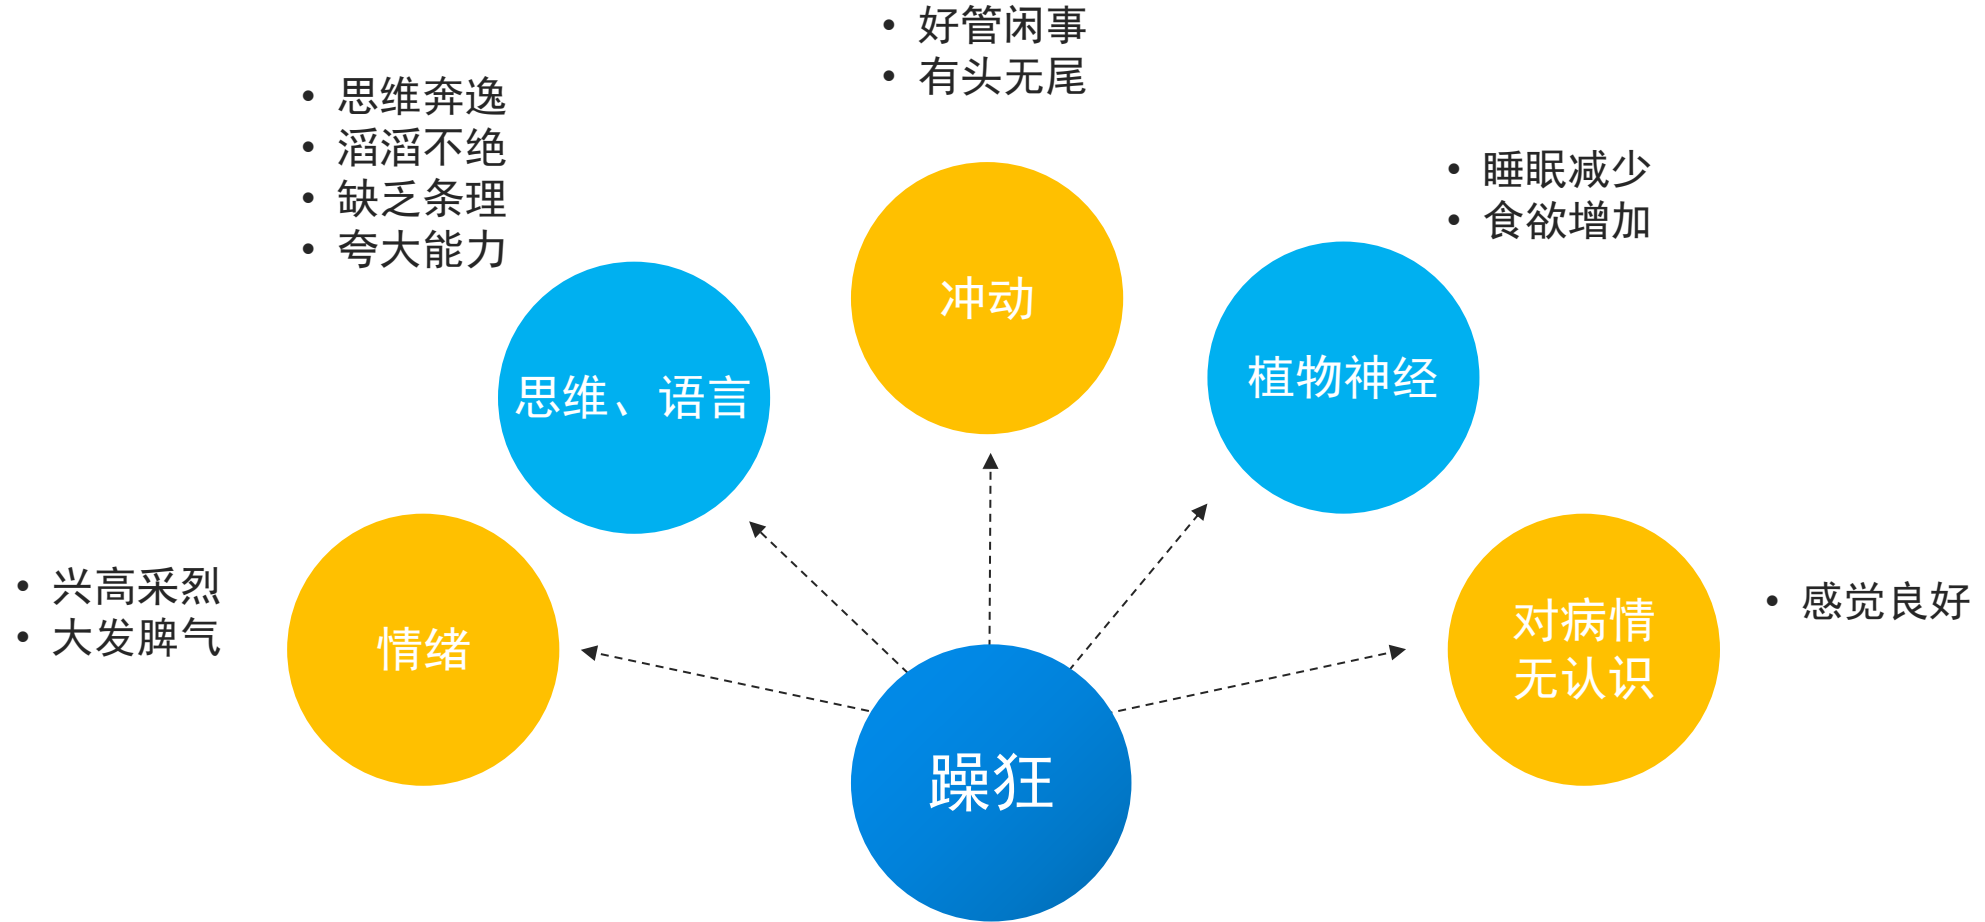 • 好管闲事
• 有头无尾
• 思维奔逸
• 滔滔不绝
• 缺乏条理
• 夸大能力
• 睡眠减少
• 食欲增加
冲动
思维、语言
植物神经
• 兴高采烈
• 大发脾气
情绪
对病情
无认识
• 感觉良好
躁狂